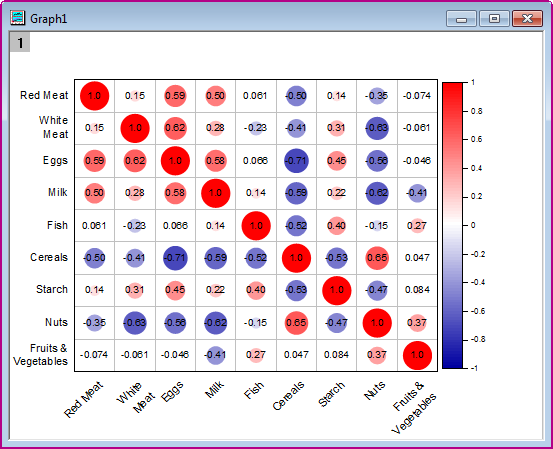 Graph1
1
Red Meat 1.0 0.15 0.59 0.50 0.061 -0.50 0.14 -0.35 -0.074
White
Meat 0.15 1.0 0.62 0.28 -0.23 -0.41 0.31 -0.63 -0.061
Eggs 0.59 0.62 1.0 0.58 0.066 -0.71 0.45 -0.56 -0.046
Milk 0.50 0.28 0.58 1.0 0.14 -0.59 0.22 -0.62 -0.41
Fish 0.061 -0.23 0.066 0.14 1.0 -0.52 0.40 -0.15 0.27
Cereals -0.50 -0.41 -0.71 -0.59 -0.52 1.0 -0.53 0.65 0.047
Starch 0.14 0.31 0.45 0.22 0.40 -0.53 1.0 -0.47 0.084
Nuts -0.35 -0.63 -0.56 -0.62 -0.15 0.65 -0.47 1.0 0.37
Fruits &
Vegetables -0.074 -0.061 -0.046 -0.41 0.27 0.047 0.084 0.37 1.0
Red Meat
White
Meat
Eggs
Milk
Fish
Cereals
Starch
Nuts
Fruits &
Vegetables
1
0.8
0.6
0.4
0.2
0
-0.2
-0.4
-0.6
-0.8
-1